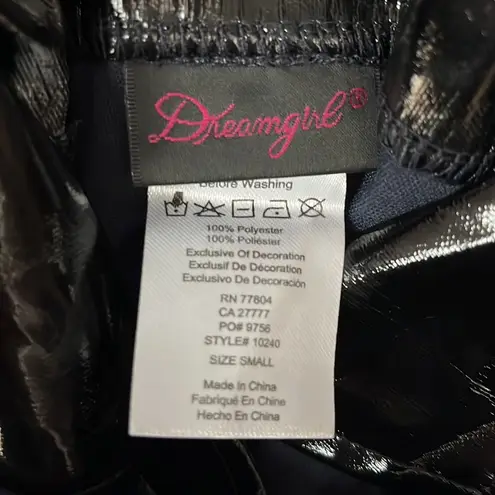 Dreamgirl®
Before Washing
100% Polyester
100% Poliéster
Exclusive Of Decoration
Exclusif De Décoration
Exclusivo De Decoración
RN 77804
CA 27777
PO# 9756
STYLE# 10240
SIZE SMALL
Made in China
Fabriqué En Chine
Hecho En China